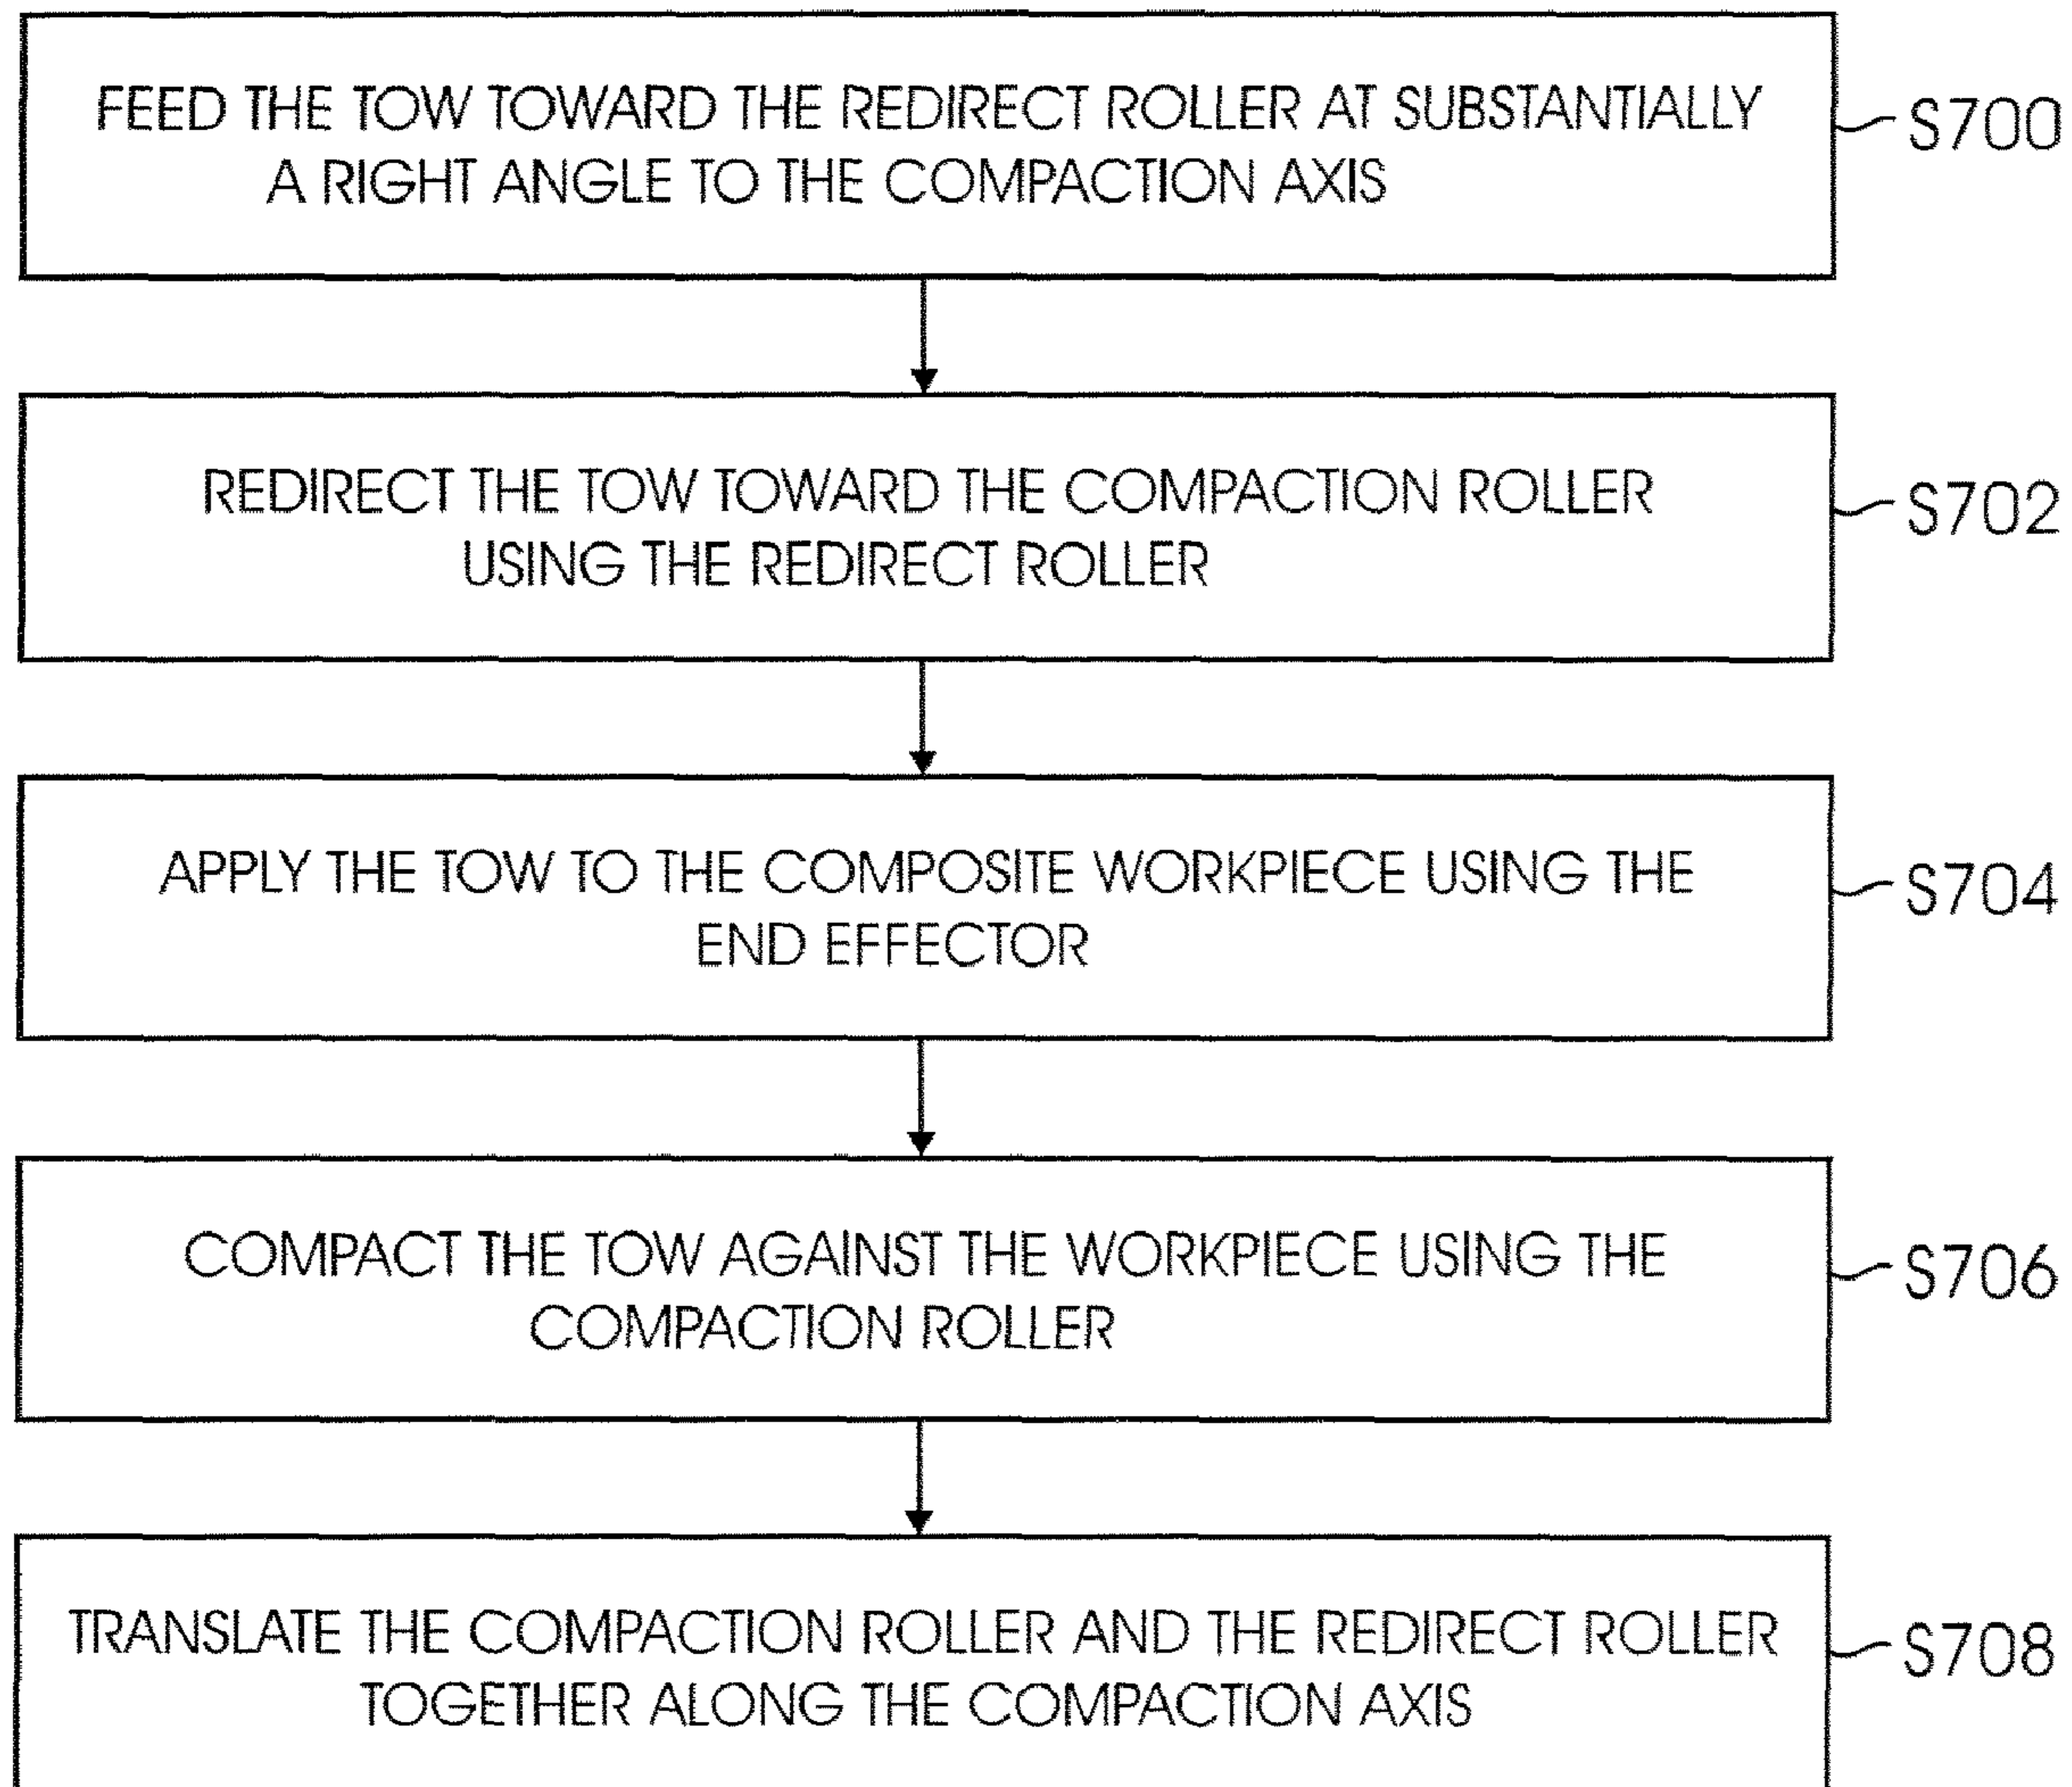 FEED THE TOW TOWARD THE REDIRECT ROLLER AT SUBSTANTIALLY
A RIGHT ANGLE TO THE COMPACTION AXIS
S700
REDIRECT THE TOW TOWARD THE COMPACTION ROLLER
USING THE REDIRECT ROLLER
S702
APPLY THE TOW TO THE COMPOSITE WORKPIECE USING THE
END EFFECTOR
S704
COMPACT THE TOW AGAINST THE WORKPIECE USING THE
COMPACTION ROLLER
S706
TRANSLATE THE COMPACTION ROLLER AND THE REDIRECT ROLLER
TOGETHER ALONG THE COMPACTION AXIS
S708